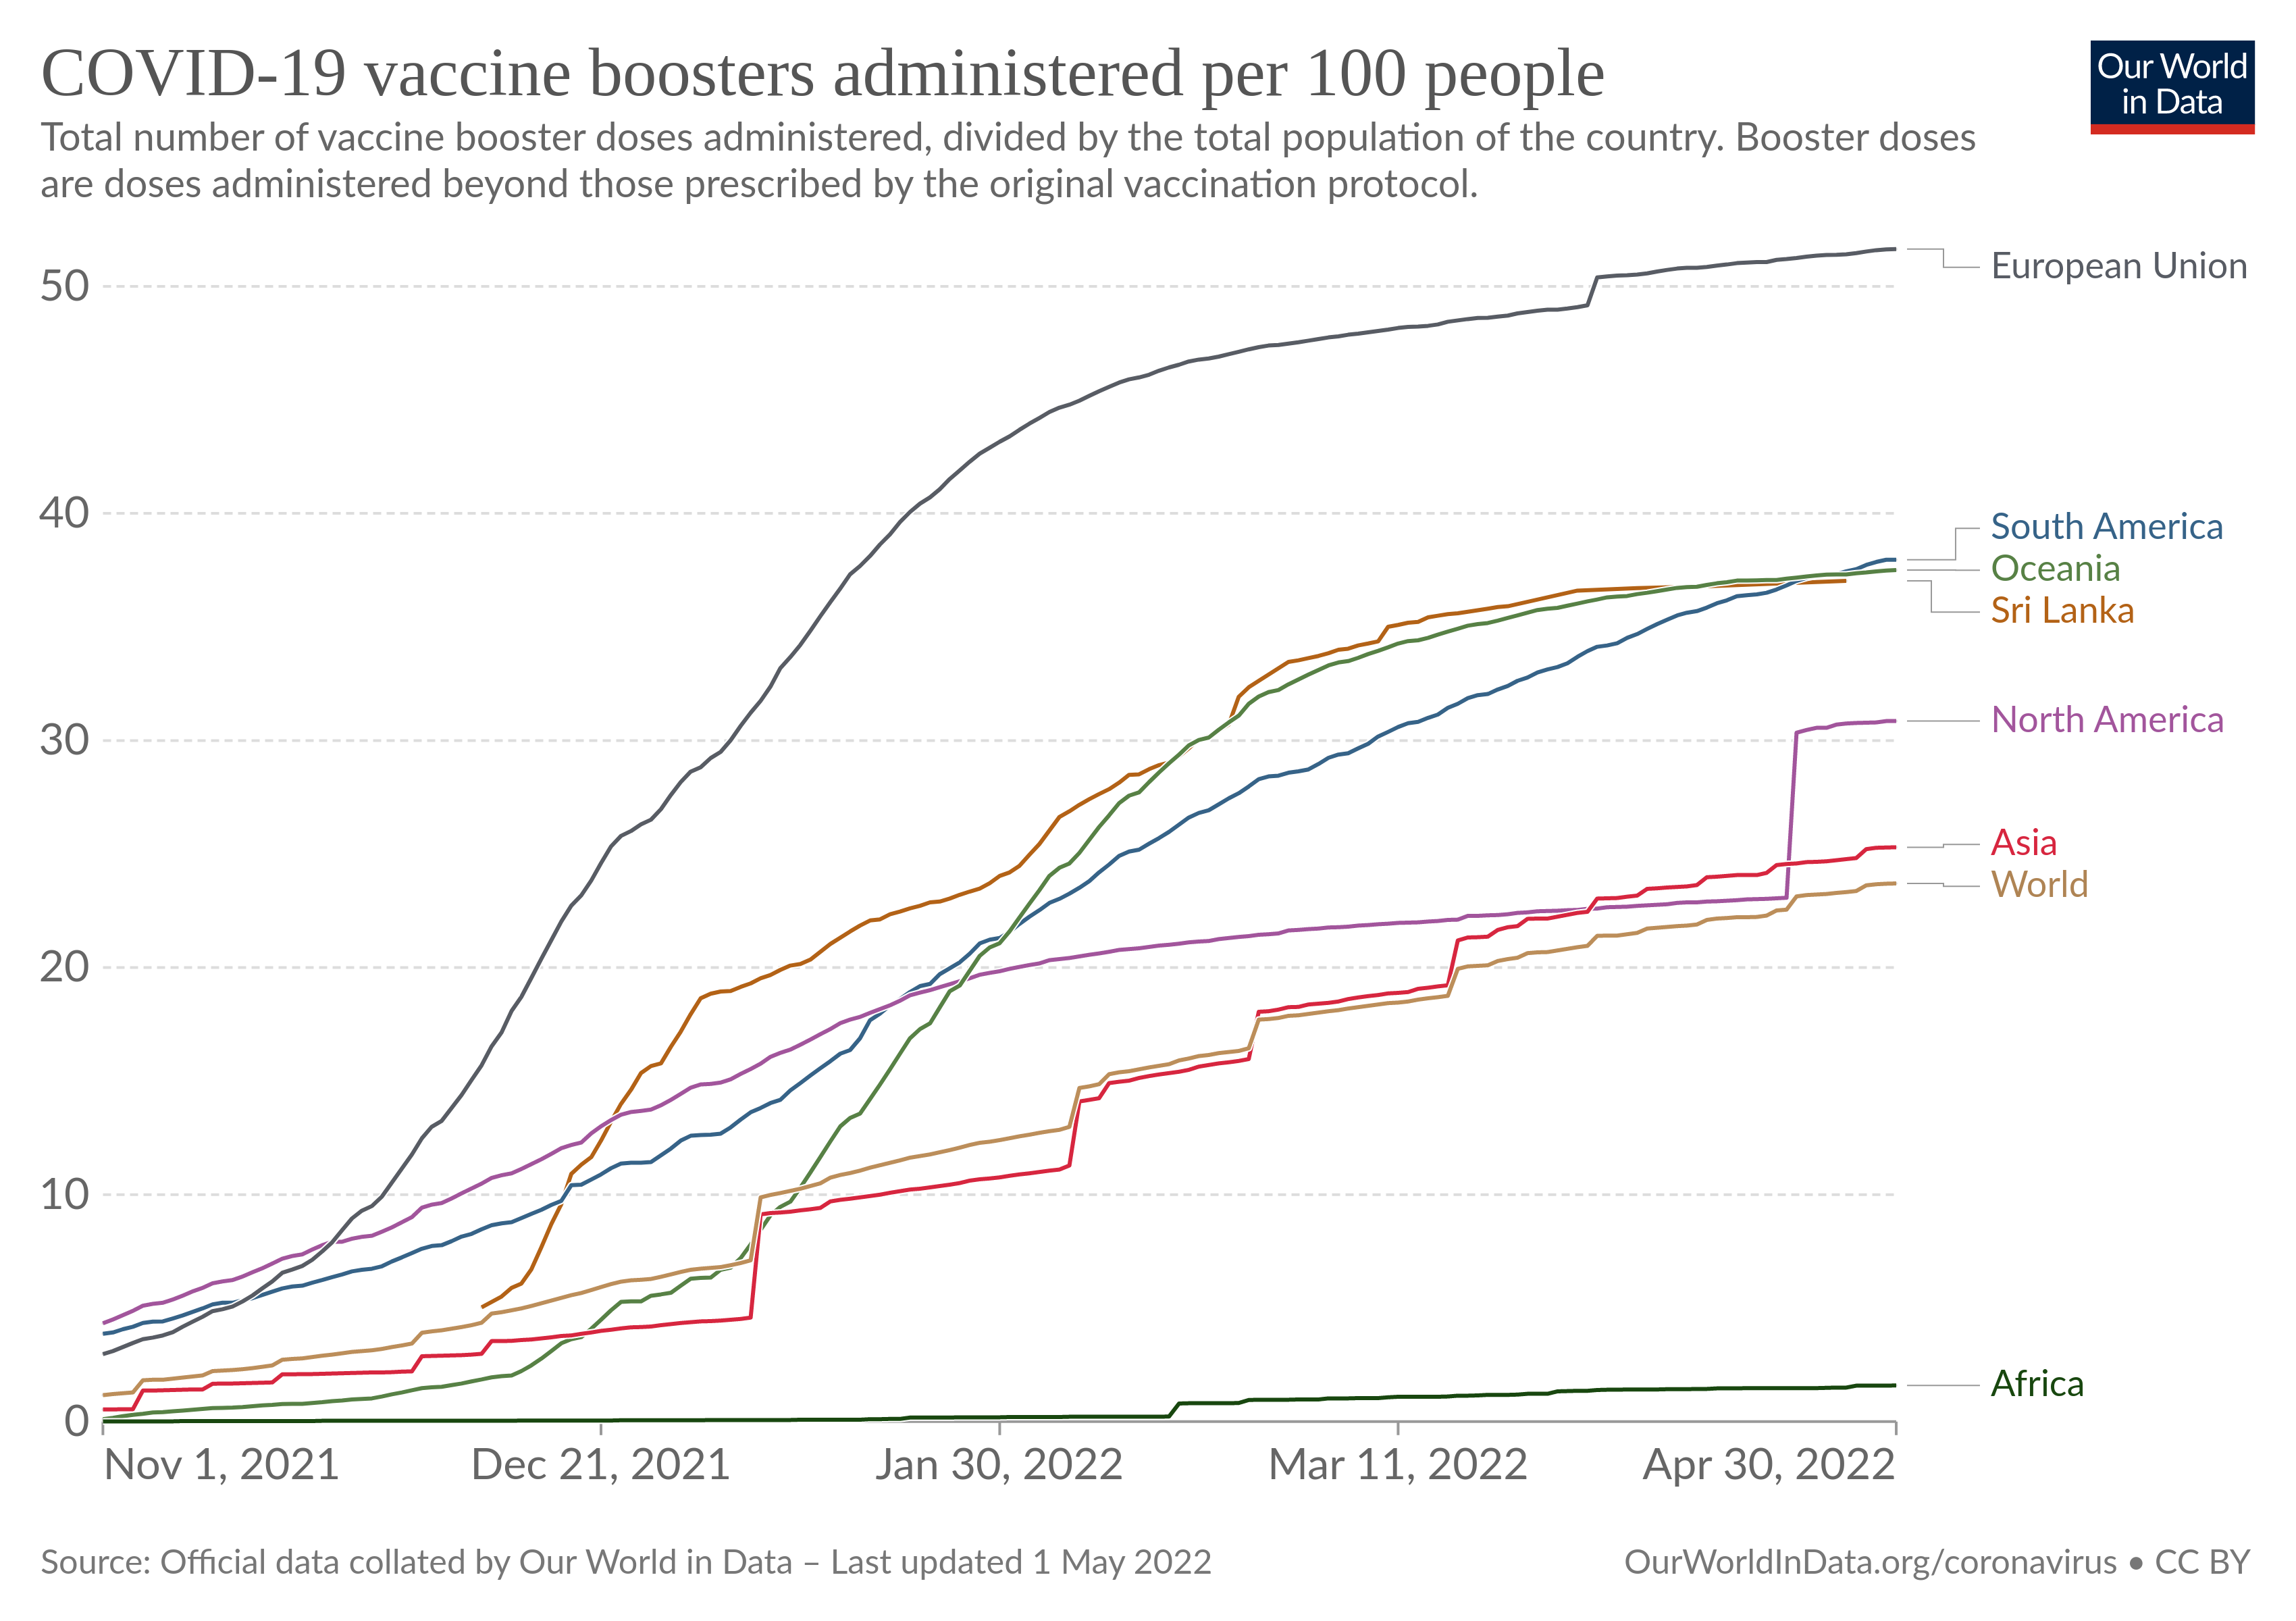 COVID-19 vaccine boosters administered per 100 people
Our World
in Data
Total number of vaccine booster doses administered, divided by the total population of the country. Booster doses
are doses administered beyond those prescribed by the original vaccination protocol.
50
European Union
40
South America
Oceania
Sri Lanka
30
North America
Asia
World
20
10
Africa
0
Nov 1, 2021
Dec 21, 2021
Jan 30, 2022
Mar 11, 2022
Apr 30, 2022
Source: Official data collated by Our World in Data – Last updated 1 May 2022
OurWorldInData.org/coronavirus • CC BY